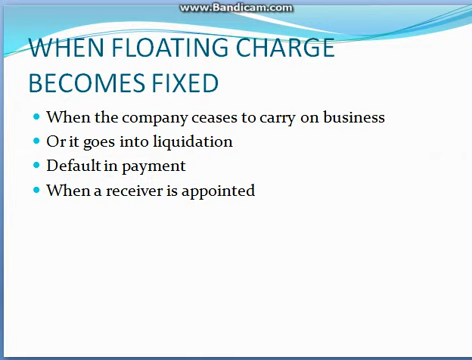 www.Bandicam.com
WHEN FLOATING CHARGE
BECOMES FIXED
When the company ceases to carry on business
Or it goes into liquidation
Default in payment
When a receiver is appointed